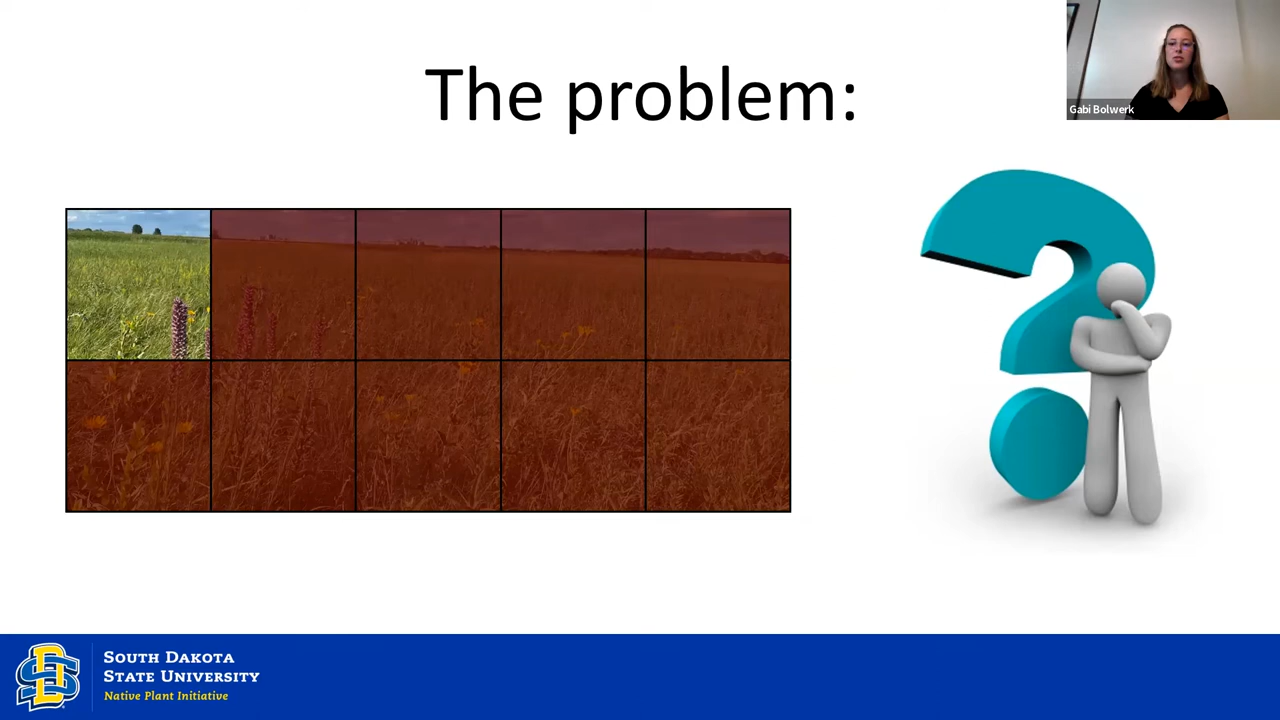 The problem:
Gabi Bolwerk
SOUTH DAKOTA
STATE UNIVERSITY
Native Plant Initiative